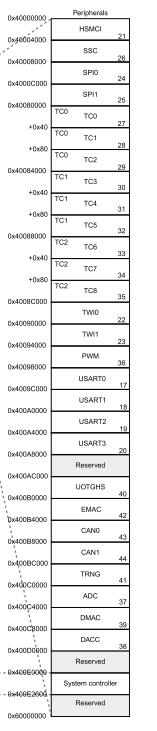 Peripherals
0x40000000
HSMCI
21
0x40004000
SSC
26
0x40008000
SPI0
24
0x4000C000
SPI1
25
0x40080000
TC0
TC0
27
+0x40
TC0
TC1
28
+0x80
TC0
TC2
29
0x40084000
TC1
TC3
30
+0x40
TC1
TC4
31
+0x80
TC1
TC5
32
0x40088000
TC2
TC6
33
+0x40
TC2
TC7
34
+0x80
TC2
TC8
35
0x4008C000
TWI0
22
0x40090000
TWI1
23
0x40094000
PWM
36
0x40098000
USART0
17
0x4009C000
USART1
18
0x400A0000
USART2
19
0x400A4000
USART3
20
0x400A8000
Reserved
0x400AC000
UOTGHS
40
0x400B0000
EMAC
42
0x400B4000
CAN0
43
0x400B8000
CAN1
44
0x400BC000
TRNG
41
0x400C0000
ADC
37
0x400C4000
DMAC
39
0x400C8000
DACC
38
0x400D0000
Reserved
0x400E0000
System controller
0x400E2600
Reserved
0x60000000